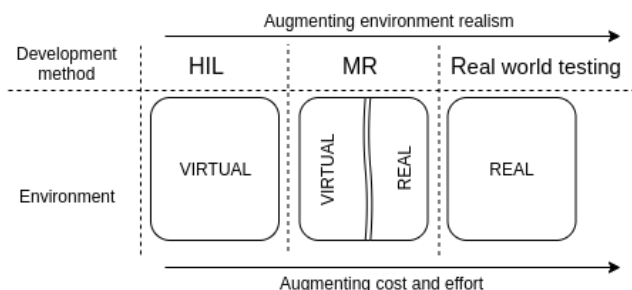 Augmenting environment realism
Development
method
HIL
MR
Real world testing
Environment
VIRTUAL
VIRTUAL
REAL
REAL
Augmenting cost and effort